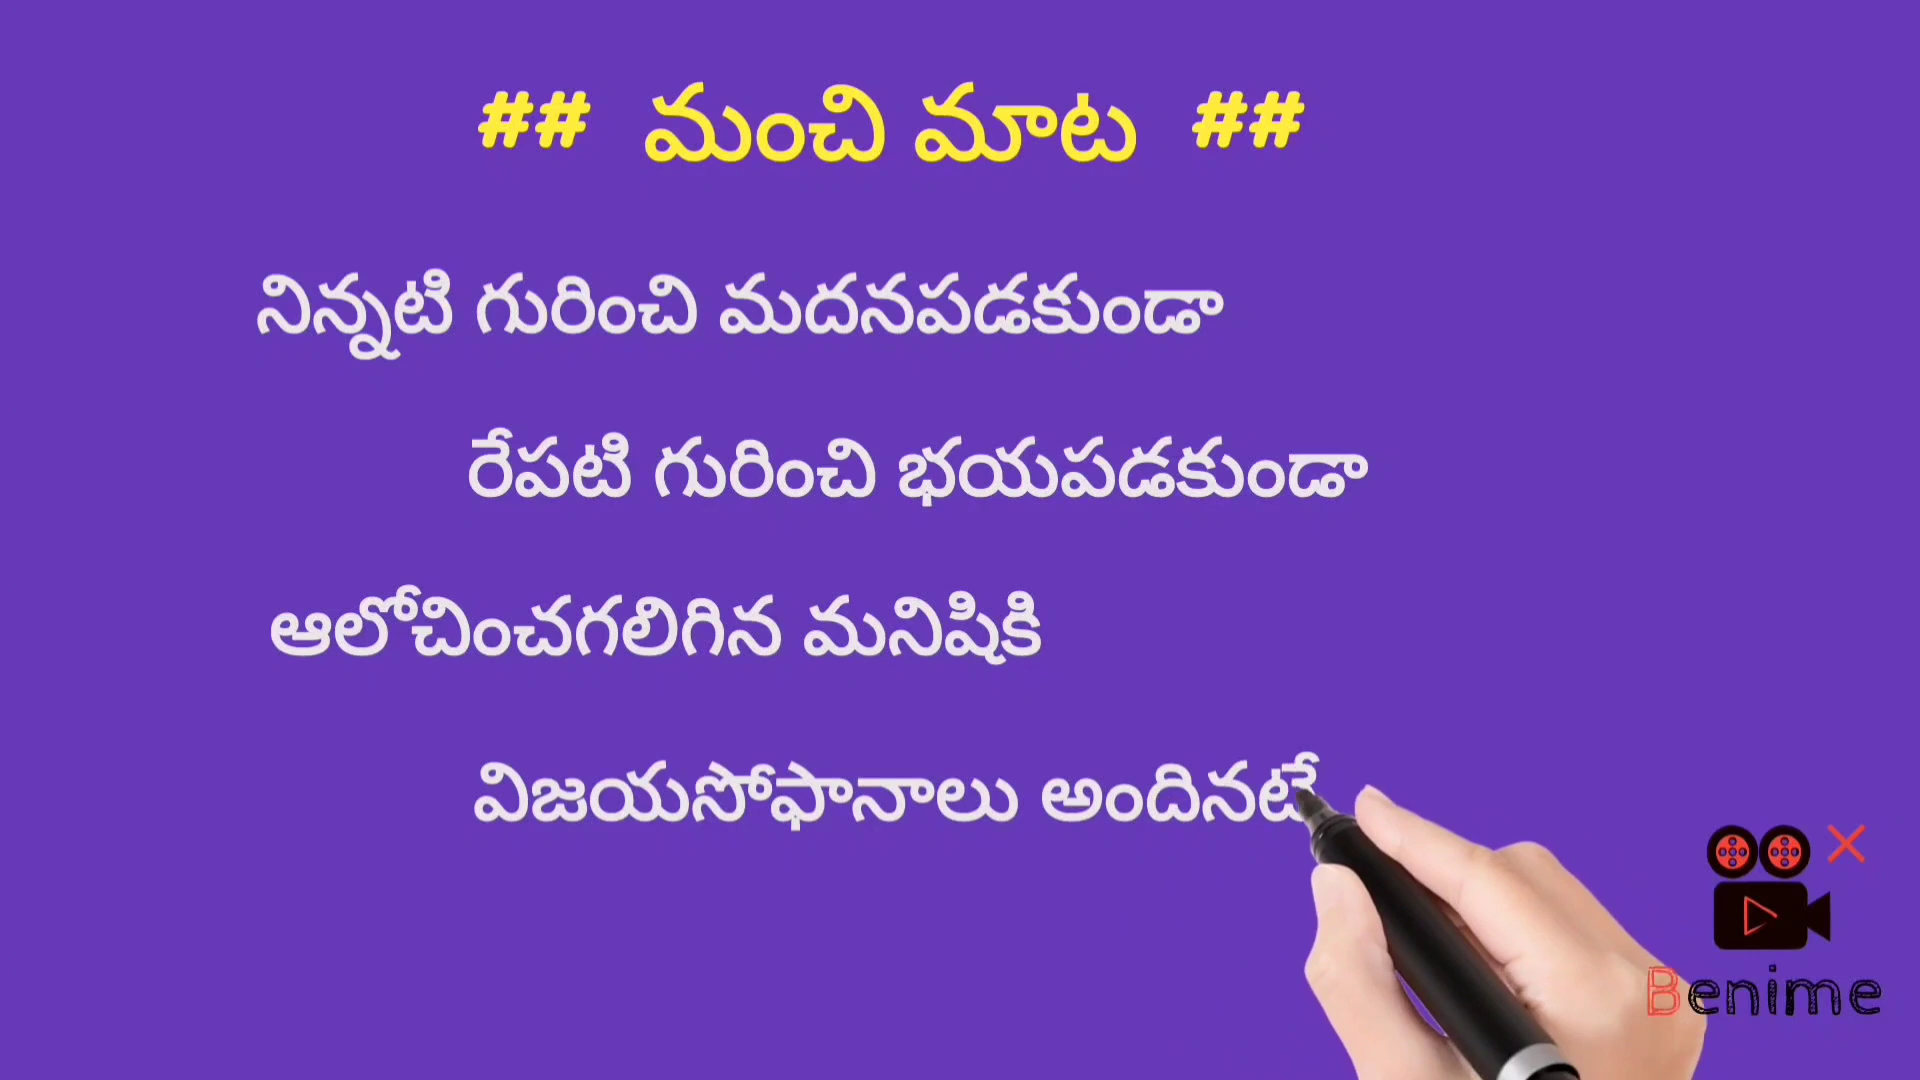 ## మంచి మాట ##
నిన్నటి గురించి మదనపడకుండా
రేపటి గురించి భయపడకుండా
ఆలోచించగలిగిన మనిషికి
విజయసోఫానాలు అందినటే
Benime